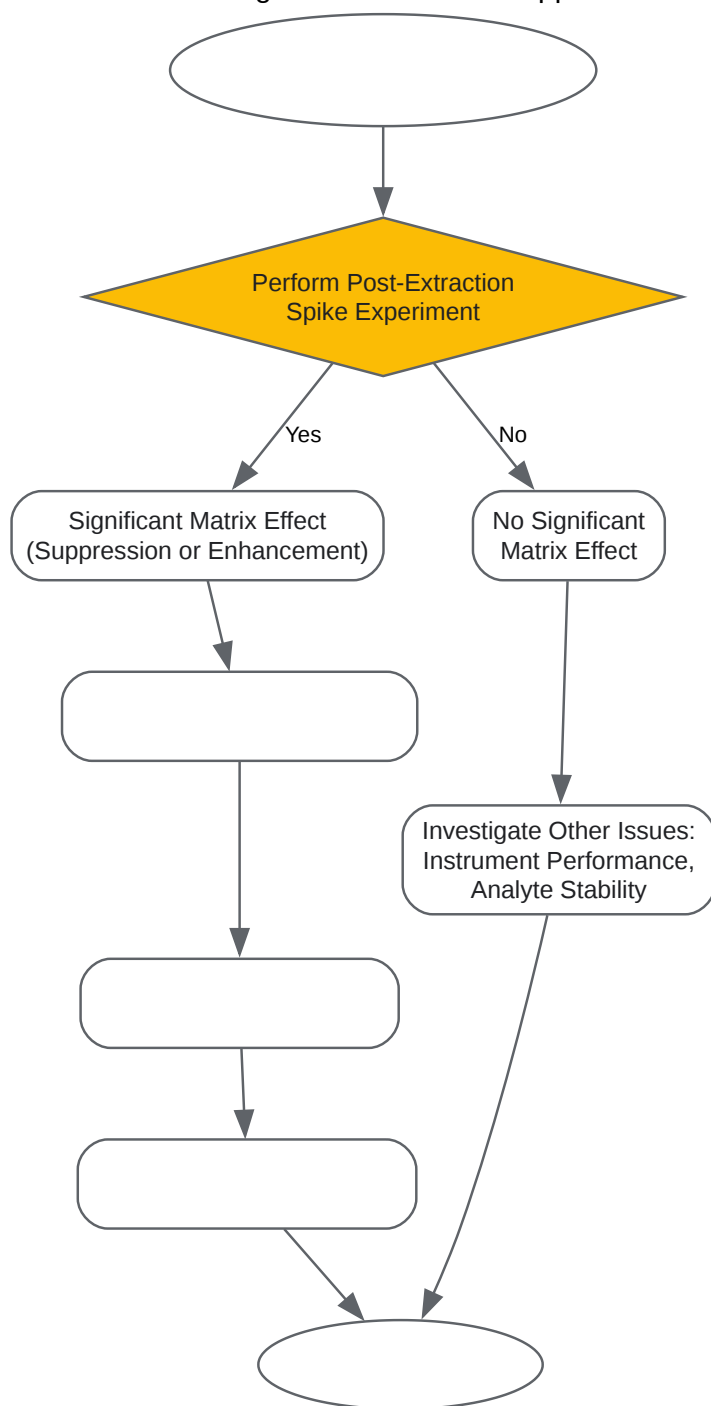 Perform Post-Extraction
Spike Experiment
Yes
No
Significant Matrix Effect
(Suppression or Enhancement)
No Significant
Matrix Effect
Investigate Other Issues:
Instrument Performance,
Analyte Stability